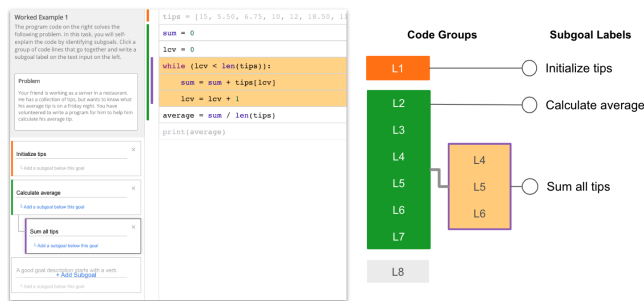 Worked Example 1
The program code on the right solves the
following problem. In this task, you will self-
explain the code by identifying subgoals. Click a
group of code lines that go together and write a
subgoal label on the text input on the left.
Problem
Your friend is working as a server in a restaurant.
He has a collection of tips, but wants to know what
his average tip is on a Friday night. You have
volunteered to write a program for him to help him
calculate his average tip.
Initialize tips
Add a subgoal below this goal
Calculate average
Add a subgoal below this goal
Sum all tips
Add a subgoal below this goal
A good goal description starts with a verb
+ Add Subgoal
Add a subgoal below this goal
tips = [15, 5.50, 6.75, 10, 12, 18.50, 11
sum = 0
lcv = 0
while (lcv < len(tips)):
sum = sum + tips[lcv]
lcv = lcv + 1
average = sum / len(tips)
print(average)
Code Groups
Subgoal Labels
L1
Initialize tips
L2
Calculate average
L3
L4
L5
L6
L7
L4
L5
L6
Sum all tips
L8